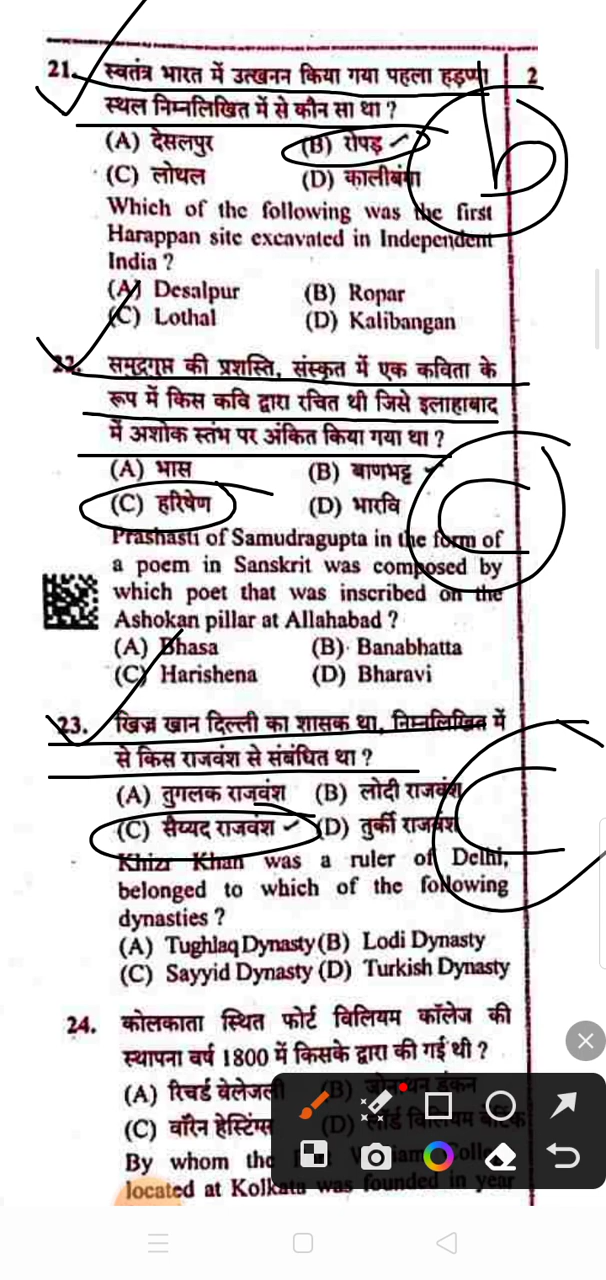 21. स्वतंत्र भारत में उत्खनन किया गया पहला हड़प्पा
2
स्थल निम्नलिखित में से कौन सा था ?
(A) देसलपुर (B) रोपड़
(C) लोथल (D) कालीबंगा
b
Which of the following was the first
Harappan site excavated in Independent
India ?
(A) Desalpur (B) Ropar
(C) Lothal (D) Kalibangan
22. समुद्रगुप्त की प्रशस्ति, संस्कृत में एक कविता के
रूप में किस कवि द्वारा रचित थी जिसे इलाहाबाद
में अशोक स्तंभ पर अंकित किया गया था ?
(A) भास (B) बाणभट्ट
(C) हरिषेण (D) भारवि
C
Prashasti of Samudragupta in the form of
a poem in Sanskrit was composed by
which poet that was inscribed on the
Ashokan pillar at Allahabad ?
(A) Bhasa (B) Banabhatta
(C) Harishena (D) Bharavi
23. खिज्र खान दिल्ली का शासक था, निम्नलिखित में
से किस राजवंश से संबंधित था ?
(A) तुगलक राजवंश (B) लोदी राजवंश
(C) सैय्यद राजवंश (D) तुर्की राजवंश
C
Khizr Khan was a ruler of Delhi,
belonged to which of the following
dynasties ?
(A) Tughlaq Dynasty (B) Lodi Dynasty
(C) Sayyid Dynasty (D) Turkish Dynasty
24. कोलकाता स्थित फोर्ट विलियम कॉलेज की
स्थापना वर्ष 1800 में किसके द्वारा की गई थी ?
(A) रिचर्ड वेलेजली (B) जोनाथन डंकन
(C) वॉरेन हेस्टिंग्स (D) लॉर्ड विलियम बेंटिक
By whom the William
located at Kolkata was founded in year